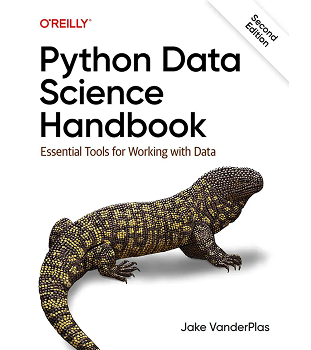 O'REILLY®
Second
Edition
Python Data
Science
Handbook
Essential Tools for Working with Data
Jake VanderPlas